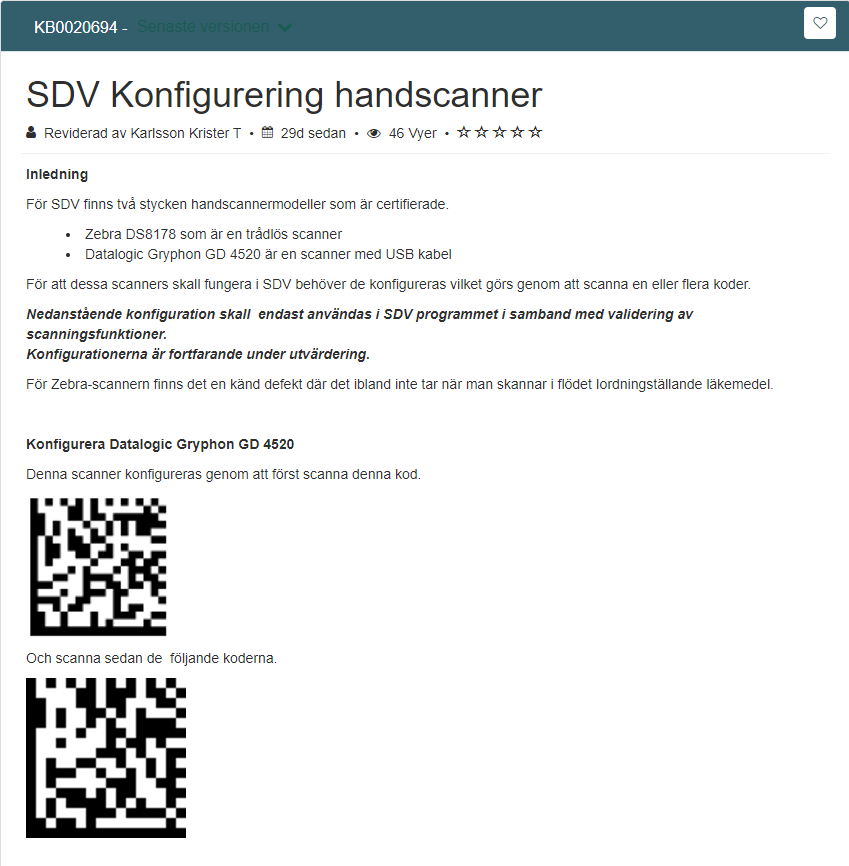 KB0020694 - Senaste versionen
SDV Konfigurering handscanner
Reviderad av Karlsson Krister T • 29d sedan • 46 Vyer •
Inledning
För SDV finns två stycken handscannermodeller som är certifierade.
• Zebra DS8178 som är en trådlös scanner
• Datalogic Gryphon GD 4520 är en scanner med USB kabel
För att dessa scanners skall fungera i SDV behöver de konfigureras vilket görs genom att scanna en eller flera koder.
Nedanstående konfiguration skall  endast användas i SDV programmet i samband med validering av
scanningsfunktioner.
Konfigurationerna är fortfarande under utvärdering.
För Zebra-scannern finns det en känd defekt där det ibland inte tar när man skannar i flödet Iordningställande läkemedel.
Konfigurera Datalogic Gryphon GD 4520
Denna scanner konfigureras genom att först scanna denna kod.
Och scanna sedan de  följande koderna.